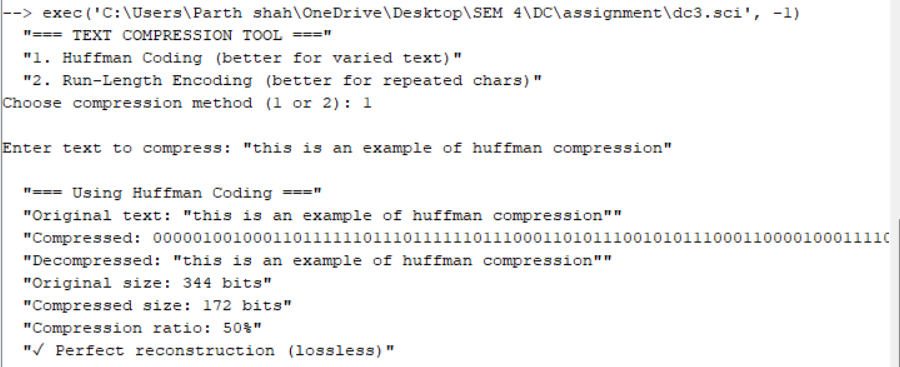 --> exec('C:\Users\Parth shah\OneDrive\Desktop\SEM 4\DC\assignment\dc3.sci', -1)
"=== TEXT COMPRESSION TOOL ==="
"1. Huffman Coding (better for varied text)"
"2. Run-Length Encoding (better for repeated chars)"
Choose compression method (1 or 2): 1
Enter text to compress: "this is an example of huffman compression"
"=== Using Huffman Coding ==="
"Original text: "this is an example of huffman compression""
"Compressed:
"Decompressed: "this is an example of huffman compression""
"Original size: 344 bits"
"Compressed size: 172 bits"
"Compression ratio: 50%"
"✓ Perfect reconstruction (lossless)"